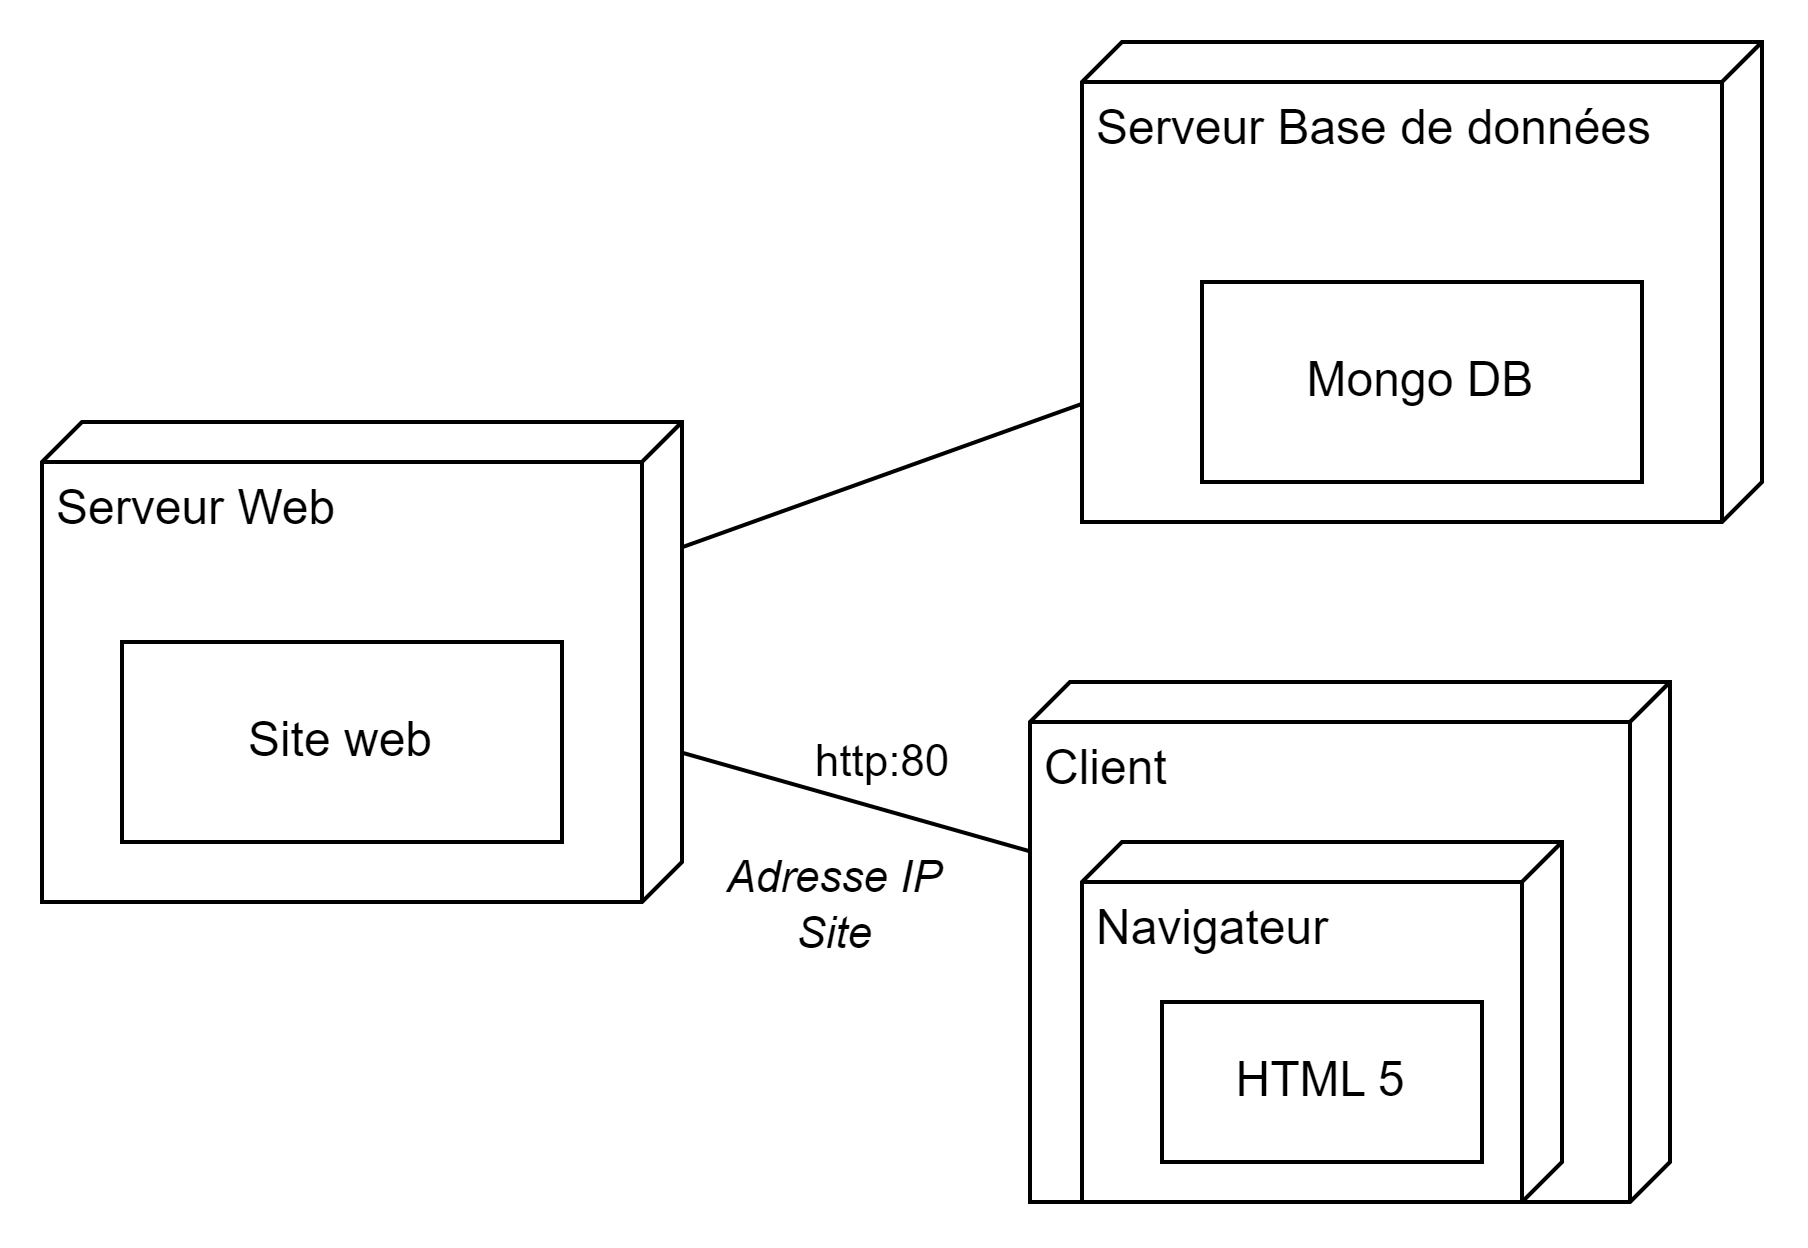 Serveur Base de données
Mongo DB
Serveur Web
Site web
http:80
Adresse IP
Site
Client
Navigateur
HTML 5